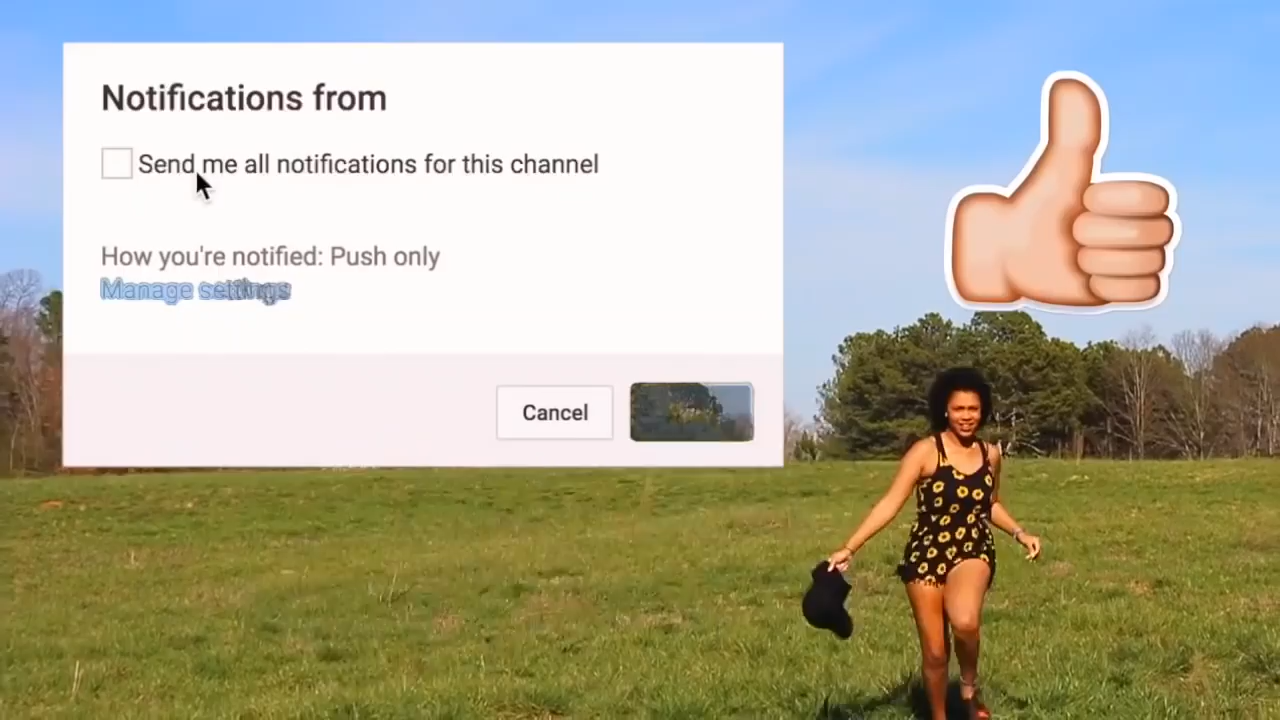 Notifications from
Send me all notifications for this channel
How you're notified: Push only
Manage settings
Cancel